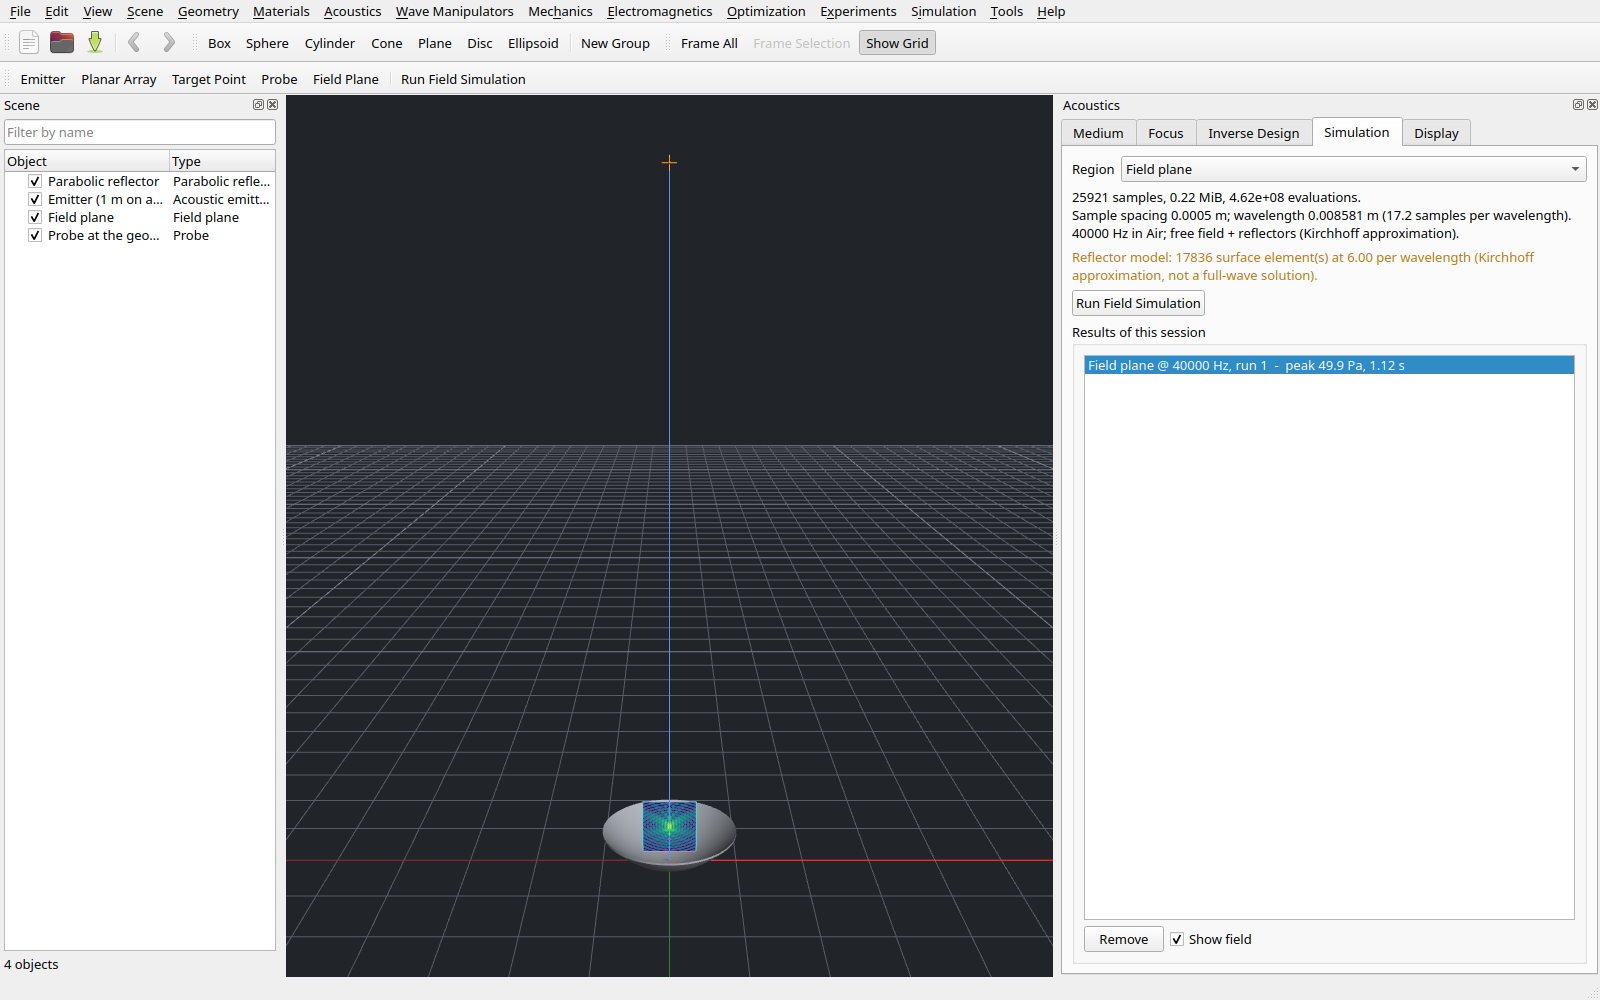 File Edit View Scene Geometry Materials Acoustics Wave Manipulators Mechanics Electromagnetics Optimization Experiments Simulation Tools Help
Box Sphere Cylinder Cone Plane Disc Ellipsoid New Group Frame All Frame Selection Show Grid
Emitter Planar Array Target Point Probe Field Plane Run Field Simulation
Scene
Filter by name
Object Type
Parabolic reflector Parabolic refle...
Emitter (1 m on a... Acoustic emitt...
Field plane Field plane
Probe at the geo... Probe
4 objects
Acoustics
Medium Focus Inverse Design Simulation Display
Region Field plane
25921 samples, 0.22 MiB, 4.62e+08 evaluations.
Sample spacing 0.0005 m; wavelength 0.008581 m (17.2 samples per wavelength).
40000 Hz in Air; free field + reflectors (Kirchhoff approximation).
Reflector model: 17836 surface element(s) at 6.00 per wavelength (Kirchhoff
approximation, not a full-wave solution).
Run Field Simulation
Results of this session
Field plane @ 40000 Hz, run 1 - peak 49.9 Pa, 1.12 s
Remove Show field